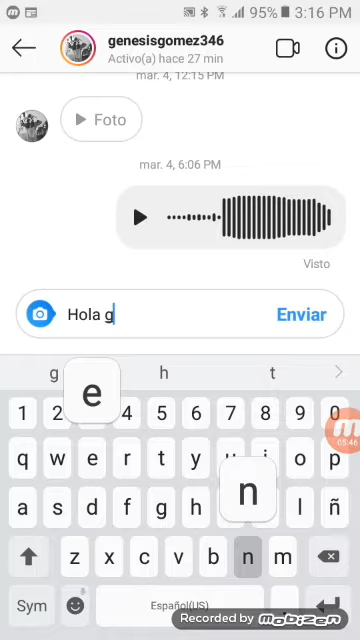 95% 3:16 PM
genesisgomez346
Activo(a) hace 27 min
mar. 4, 12:15 PM
Foto
mar. 4, 6:06 PM
Visto
Hola g
Enviar
g h t
e
1 2 4 5 6 7 8 9 0
05:46
q w e r t y u i o p
n
a s d f g h l ñ
z x c v b n m
Sym Español(US)
Recorded by mobizen